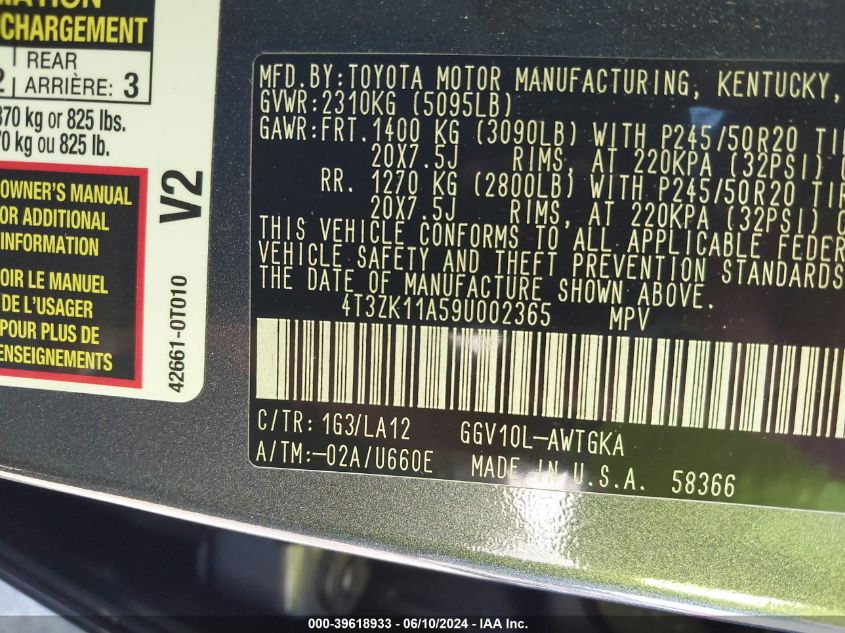 CHARGEMENT
2 REAR
ARRIÈRE: 3
370 kg or 825 lbs.
70 kg ou 825 lb.
OWNER'S MANUAL
FOR ADDITIONAL
INFORMATION
OIR LE MANUEL
DE L'USAGER
POUR PLUS DE
ENSEIGNEMENTS
V2
42661-0T010
MFD.BY:TOYOTA MOTOR MANUFACTURING, KENTUCKY,
GVWR:2310KG (5095LB)
GAWR:FRT.1400 KG (3090LB) WITH P245/50R20 TIR
20X7.5J RIMS, AT 220KPA (32PSI) C
RR. 1270 KG (2800LB) WITH P245/50R20 TIR
20X7.5J RIMS, AT 220KPA (32PSI) C
THIS VEHICLE CONFORMS TO ALL APPLICABLE FEDER
VEHICLE SAFETY AND THEFT PREVENTION STANDARDS
THE DATE OF MANUFACTURE SHOWN ABOVE.
4T3ZK11A59U002365 MPV
C/TR: 1G3/LA12 GGV10L-AWTGKA
A/TM:-02A/U660E MADE IN U.S.A. 58366
000-39618933 - 06/10/2024 - IAA Inc.